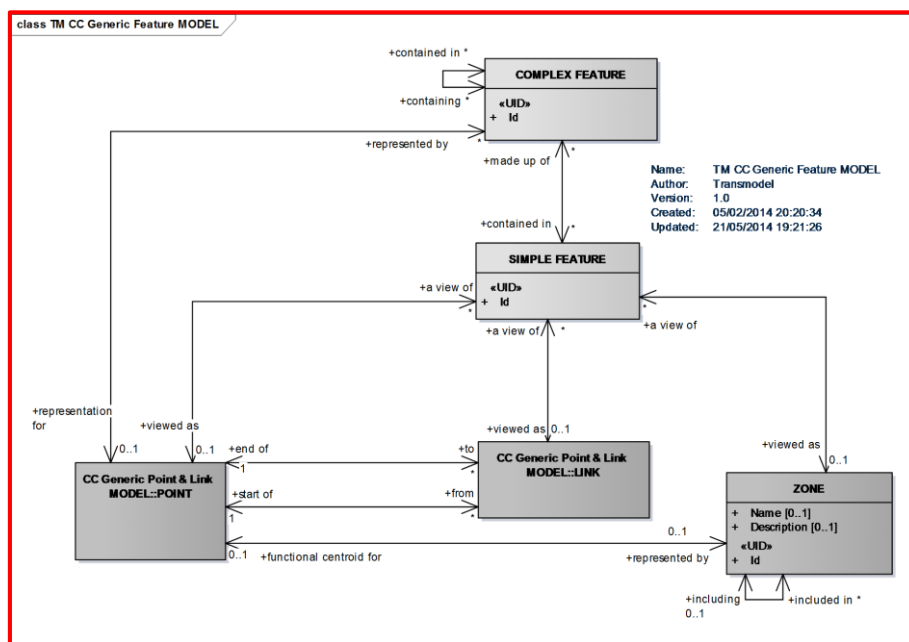 class TM CC Generic Feature MODEL
+contained in *
COMPLEX FEATURE
+containing *
«UID»
+ Id
+represented by *
+made up of *
Name: TM CC Generic Feature MODEL
Author: Transmodel
Version: 1.0
Created: 05/02/2014 20:20:34
Updated: 21/05/2014 19:21:26
+contained in *
SIMPLE FEATURE
+a view of
*
«UID»
+ Id
*
+a view of *
+a view of
+representation
for
0..1
+viewed as
0..1
+viewed as 0..1
+viewed as
0..1
+end of
1
+to
*
CC Generic Point & Link
MODEL::POINT
CC Generic Point & Link
MODEL::LINK
+start of
1
+from
*
ZONE
+ Name [0..1]
+ Description [0..1]
«UID»
+ Id
0..1
+functional centroid for
0..1
+represented by
+including
0..1
+included in *